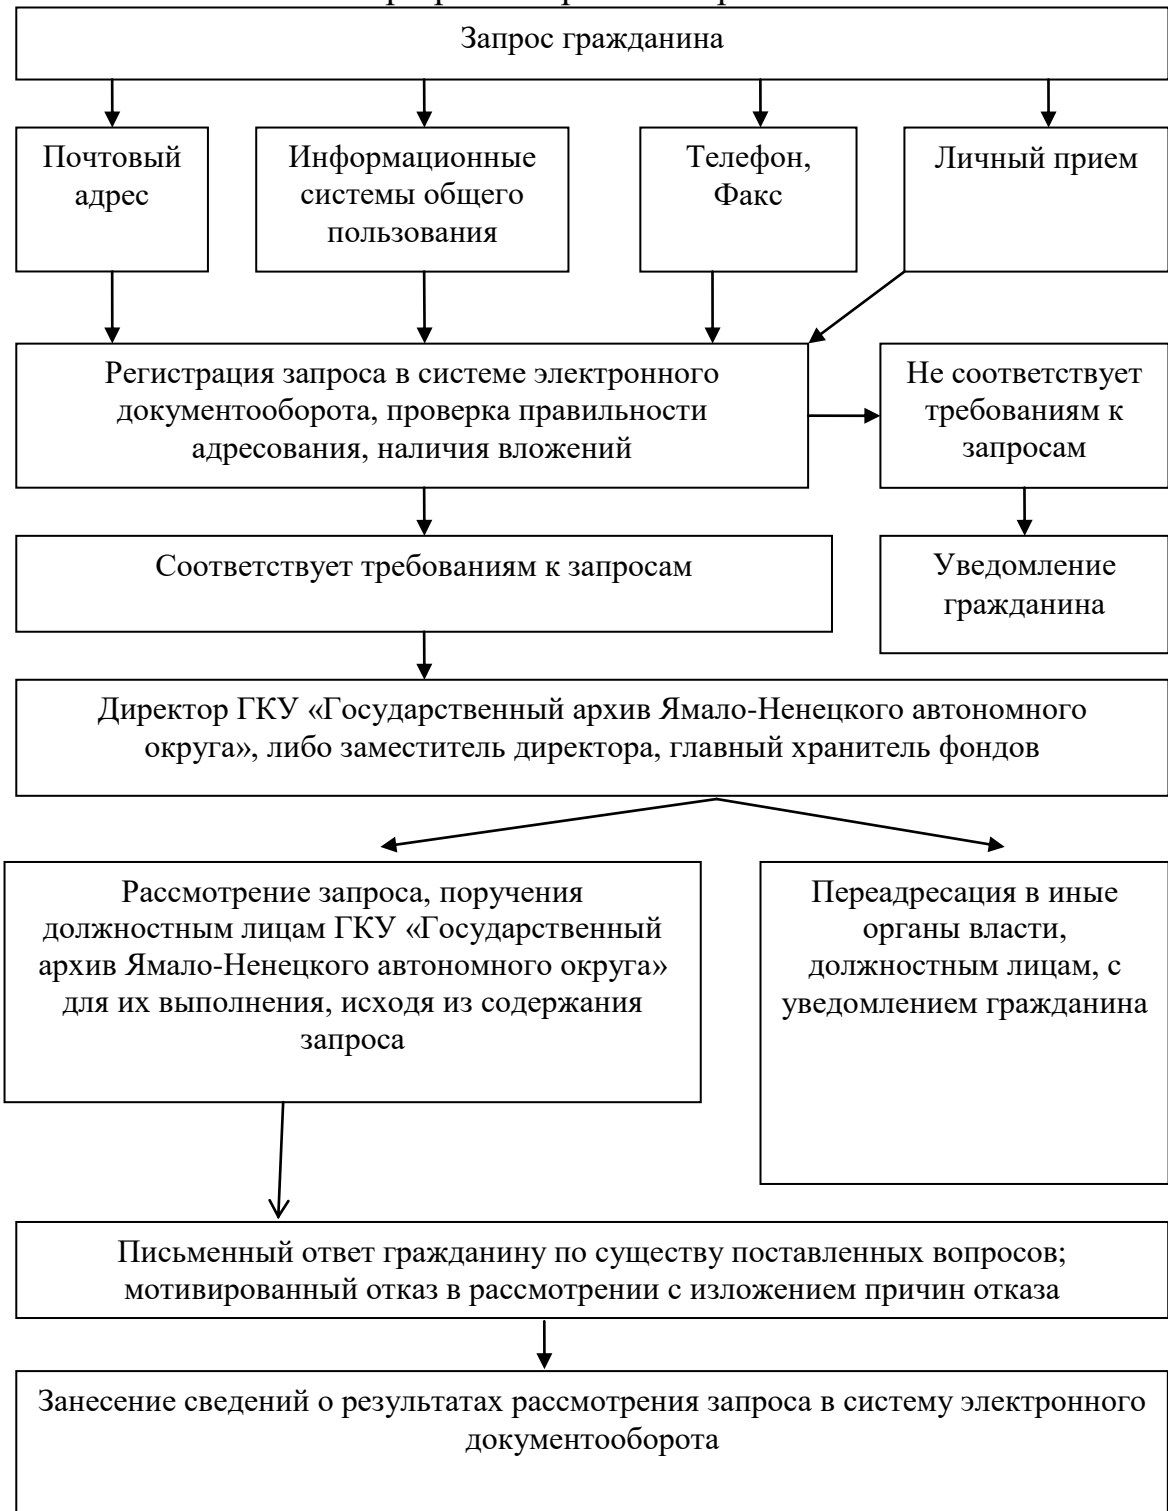 Запрос гражданина
Почтовый
адрес
Информационные
системы общего
пользования
Телефон,
Факс
Личный прием
Регистрация запроса в системе электронного
документооборота, проверка правильности
адресования, наличия вложений
Не соответствует
требованиям к
запросам
Соответствует требованиям к запросам
Уведомление
гражданина
Директор ГКУ «Государственный архив Ямало-Ненецкого автономного
округа», либо заместитель директора, главный хранитель фондов
Рассмотрение запроса, поручения
должностным лицам ГКУ «Государственный
архив Ямало-Ненецкого автономного округа»
для их выполнения, исходя из содержания
запроса
Переадресация в иные
органы власти,
должностным лицам, с
уведомлением гражданина
Письменный ответ гражданину по существу поставленных вопросов;
мотивированный отказ в рассмотрении с изложением причин отказа
Занесение сведений о результатах рассмотрения запроса в систему электронного
документооборота